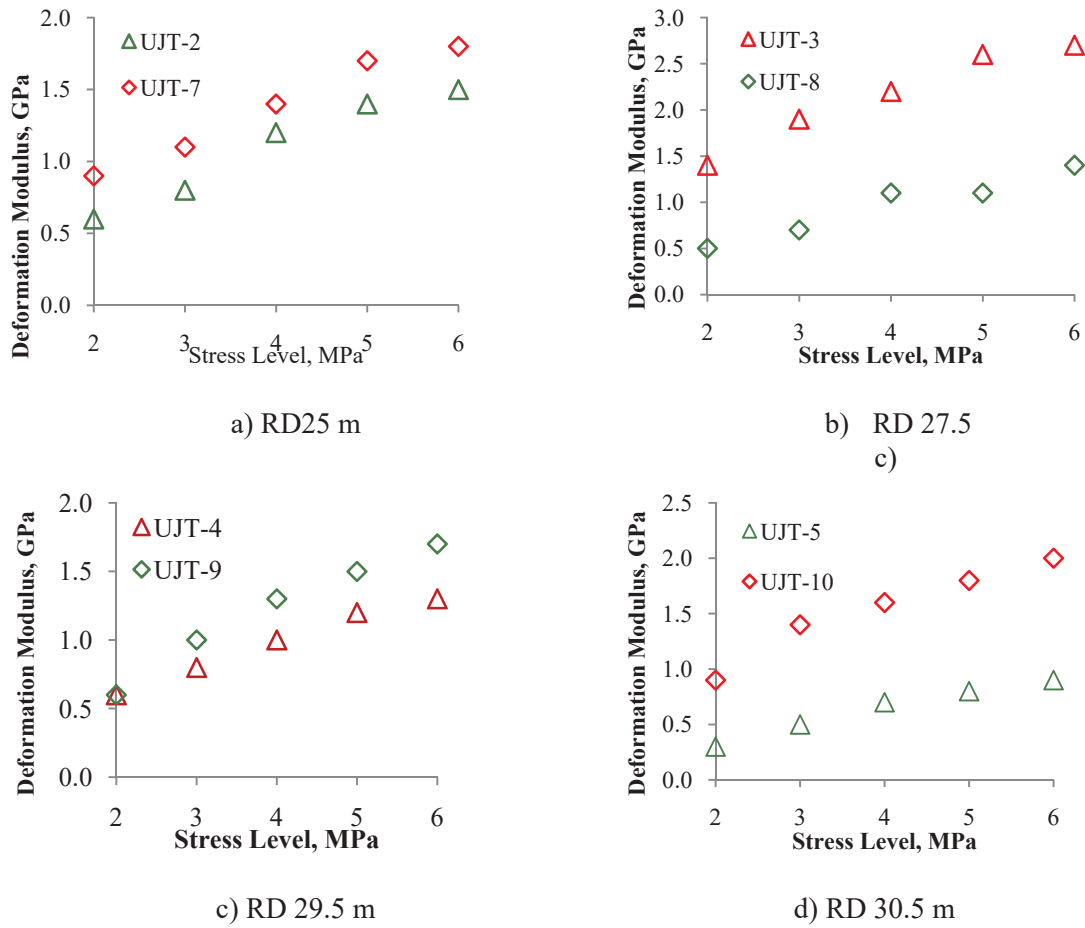 Deformation Modulus, GPa
2.0
1.5
1.0
0.5
0.0
UJT-2
UJT-7
2 3 4 5 6
Stress Level, MPa
a) RD25 m
Deformation Modulus, GPa
3.0
2.5
2.0
1.5
1.0
0.5
0.0
UJT-3
UJT-8
2 3 4 5 6
Stress Level, MPa
b) RD 27.5
c)
Deformation Modulus, GPa
2.0
1.5
1.0
0.5
0.0
UJT-4
UJT-9
2 3 4 5 6
Stress Level, MPa
c) RD 29.5 m
Deformation Modulus, GPa
2.5
2.0
1.5
1.0
0.5
0.0
UJT-5
UJT-10
2 3 4 5 6
Stress Level, MPa
d) RD 30.5 m